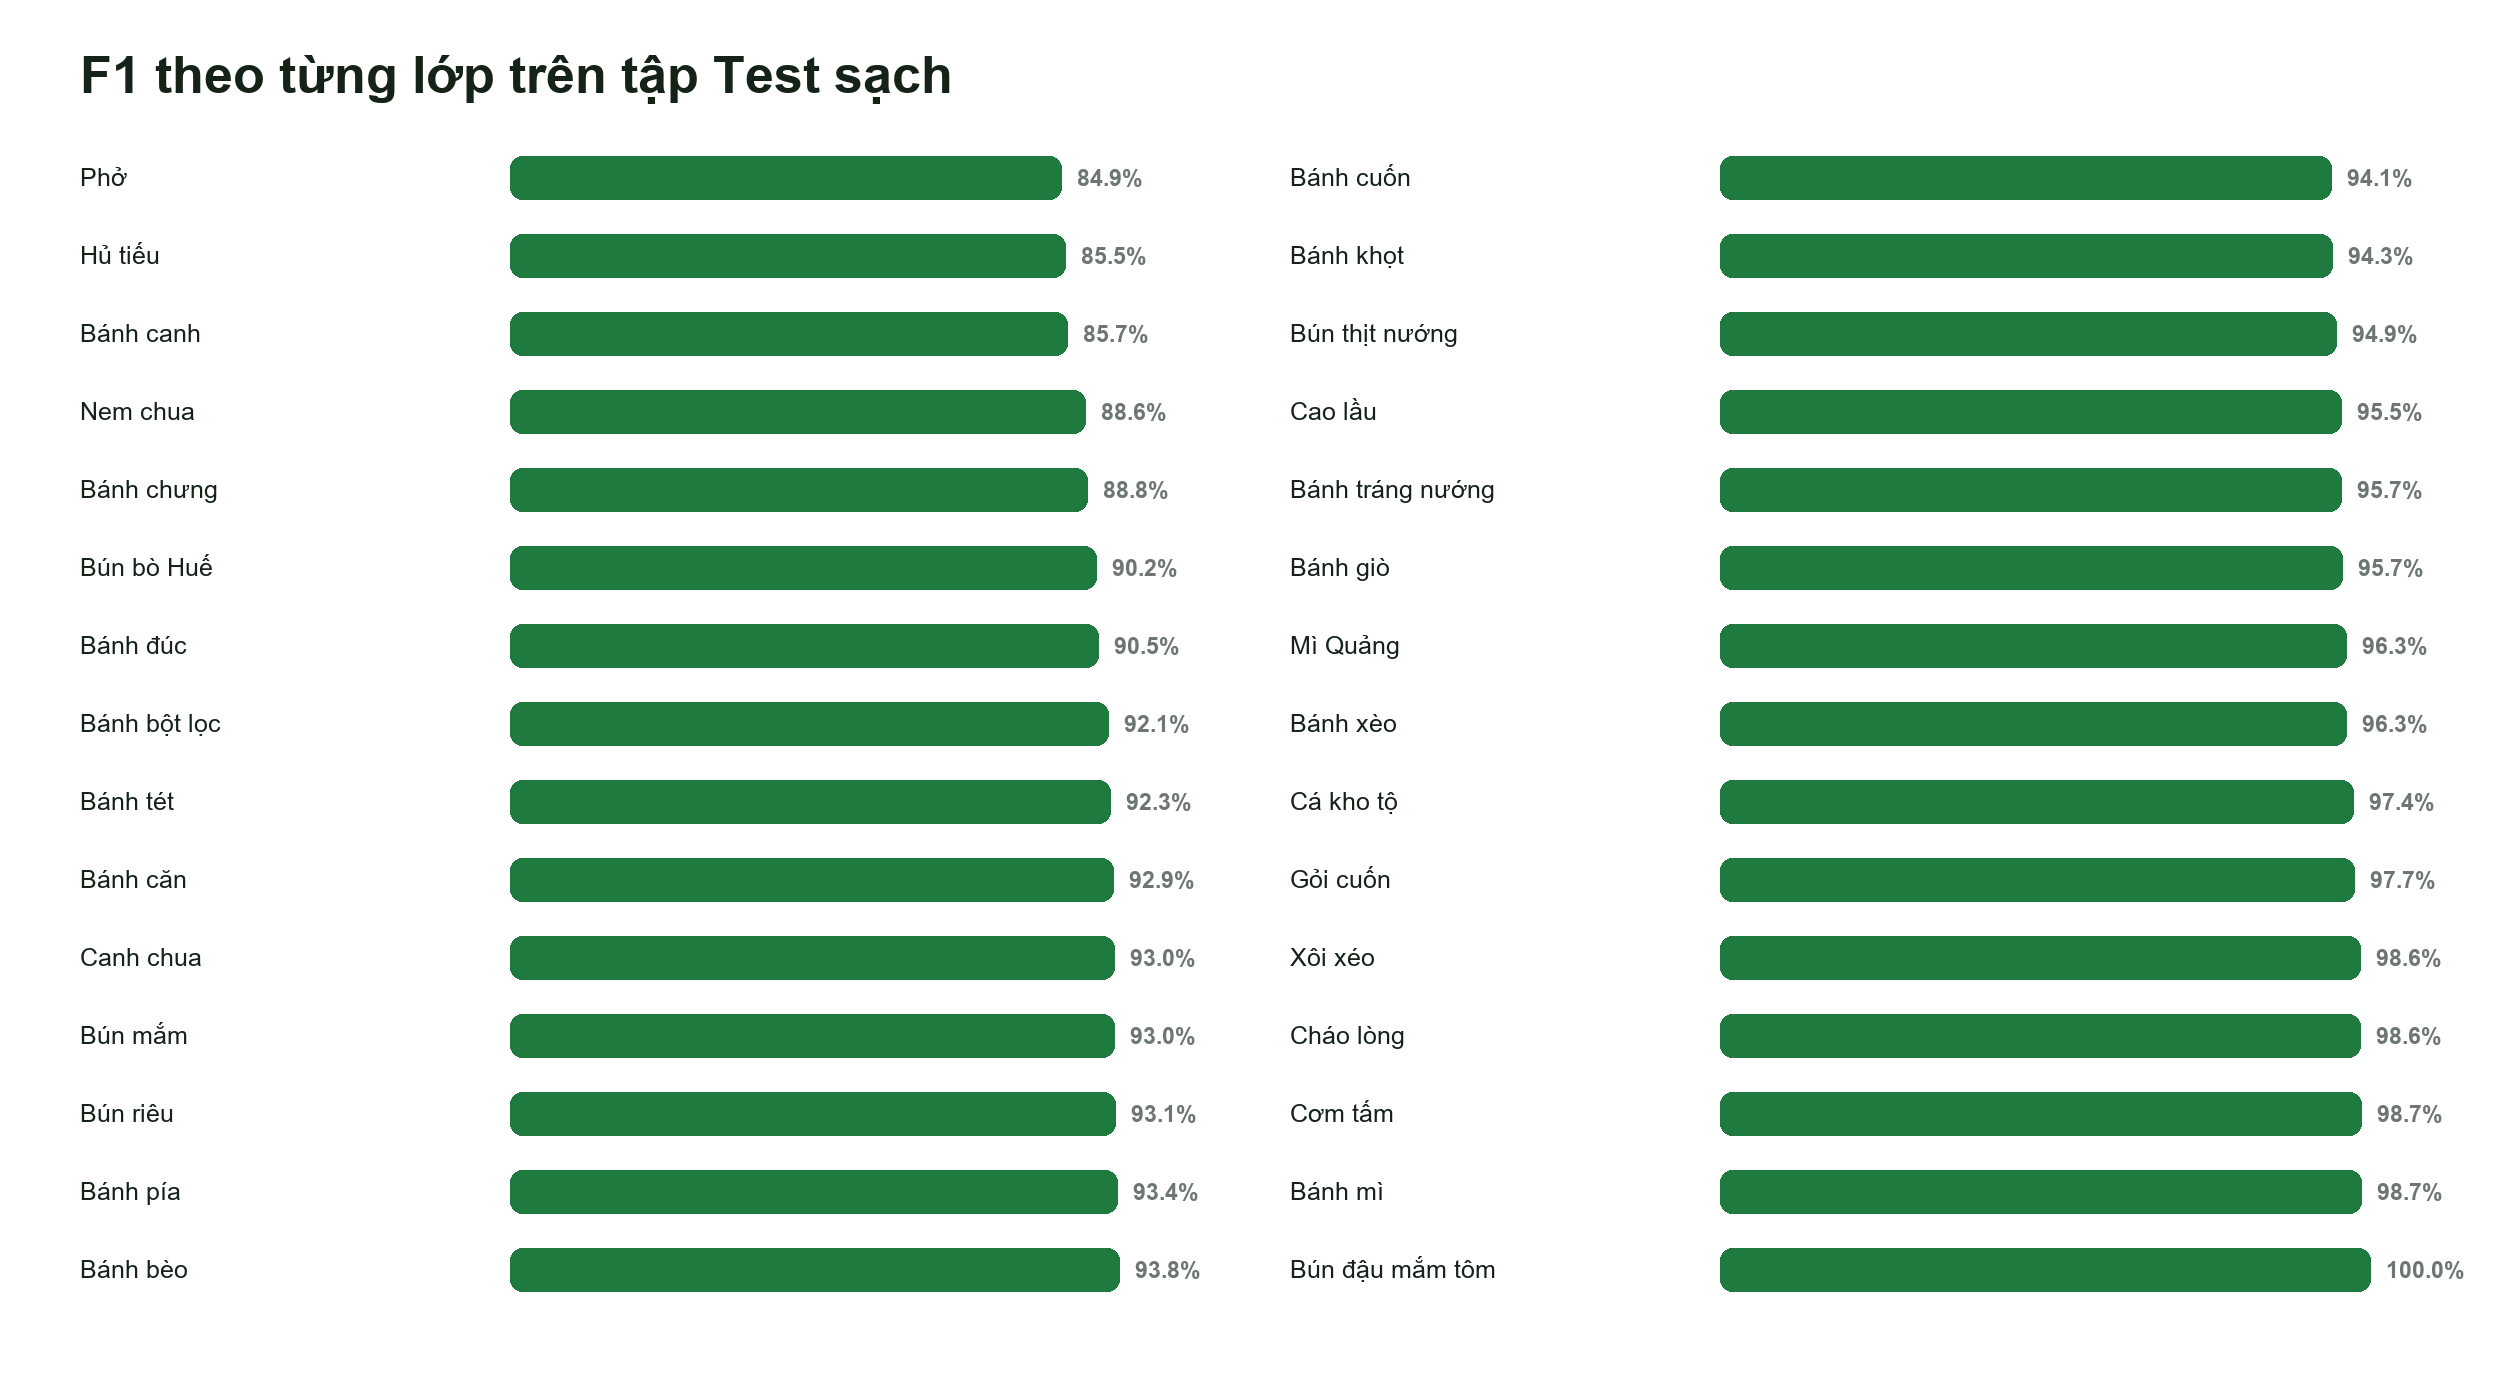 F1 theo từng lớp trên tập Test sạch
Phở 84.9%
Hủ tiếu 85.5%
Bánh canh 85.7%
Nem chua 88.6%
Bánh chưng 88.8%
Bún bò Huế 90.2%
Bánh đúc 90.5%
Bánh bột lọc 92.1%
Bánh tét 92.3%
Bánh căn 92.9%
Canh chua 93.0%
Bún mắm 93.0%
Bún riêu 93.1%
Bánh pía 93.4%
Bánh bèo 93.8%
Bánh cuốn 94.1%
Bánh khọt 94.3%
Bún thịt nướng 94.9%
Cao lầu 95.5%
Bánh tráng nướng 95.7%
Bánh giò 95.7%
Mì Quảng 96.3%
Bánh xèo 96.3%
Cá kho tộ 97.4%
Gỏi cuốn 97.7%
Xôi xéo 98.6%
Cháo lòng 98.6%
Cơm tấm 98.7%
Bánh mì 98.7%
Bún đậu mắm tôm 100.0%